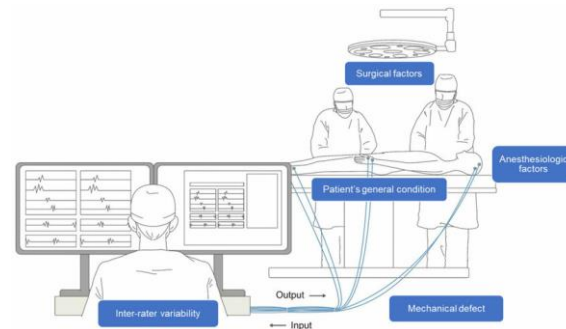 Surgical factors
Anesthesiologic
factors
Patient's general condition
Output →
Mechanical defect
Inter-rater variability
← Input